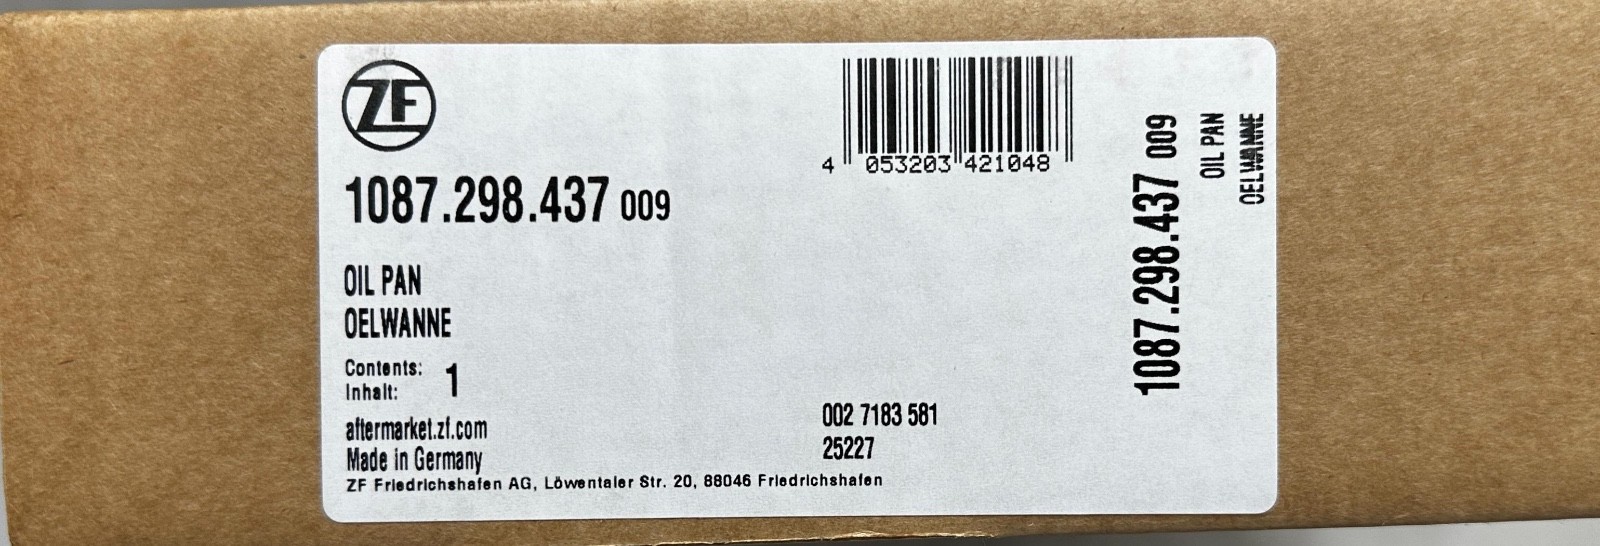 ZF
4 053203 421048
1087.298.437 009
OIL PAN
OELWANNE
Contents: 1
Inhalt:
aftermarket.zf.com
Made in Germany
ZF Friedrichshafen AG, Löwentaler Str. 20, 88046 Friedrichshafen
002 7183 581
25227
1087.298.437 009
OIL PAN
OELWANNE